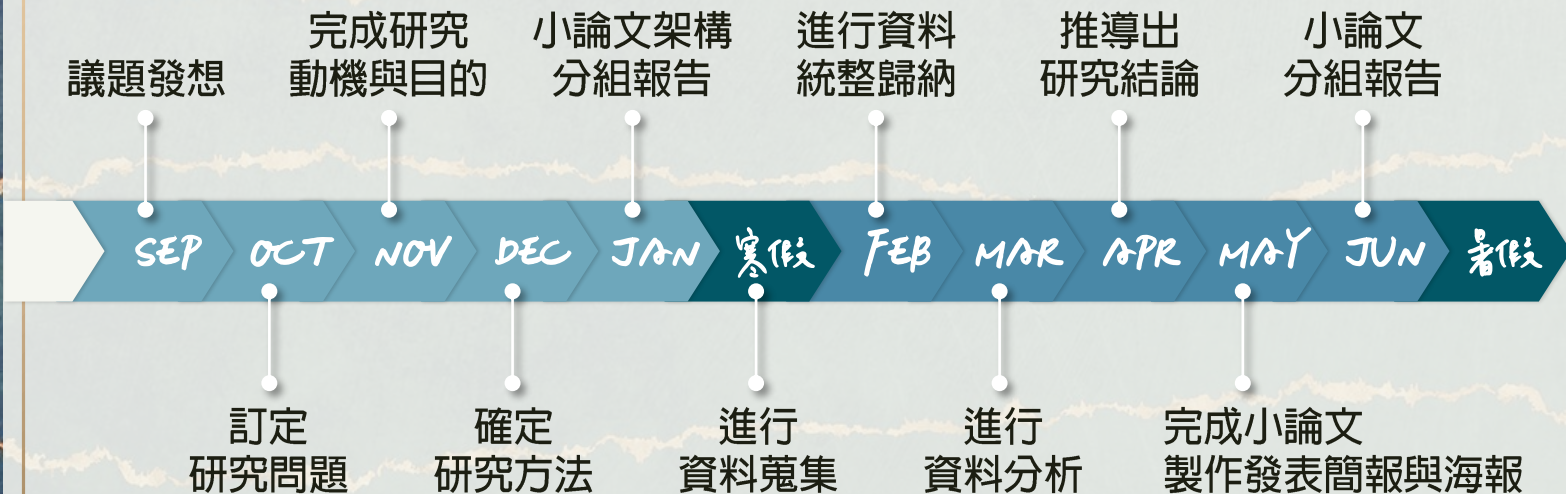 議題發想
完成研究
動機與目的
小論文架構
分組報告
進行資料
統整歸納
推導出
研究結論
小論文
分組報告
SEP
OCT
NOV
DEC
JAN
寒假
FEB
MAR
APR
MAY
JUN
暑假
訂定
研究問題
確定
研究方法
進行
資料蒐集
進行
資料分析
完成小論文
製作發表簡報與海報